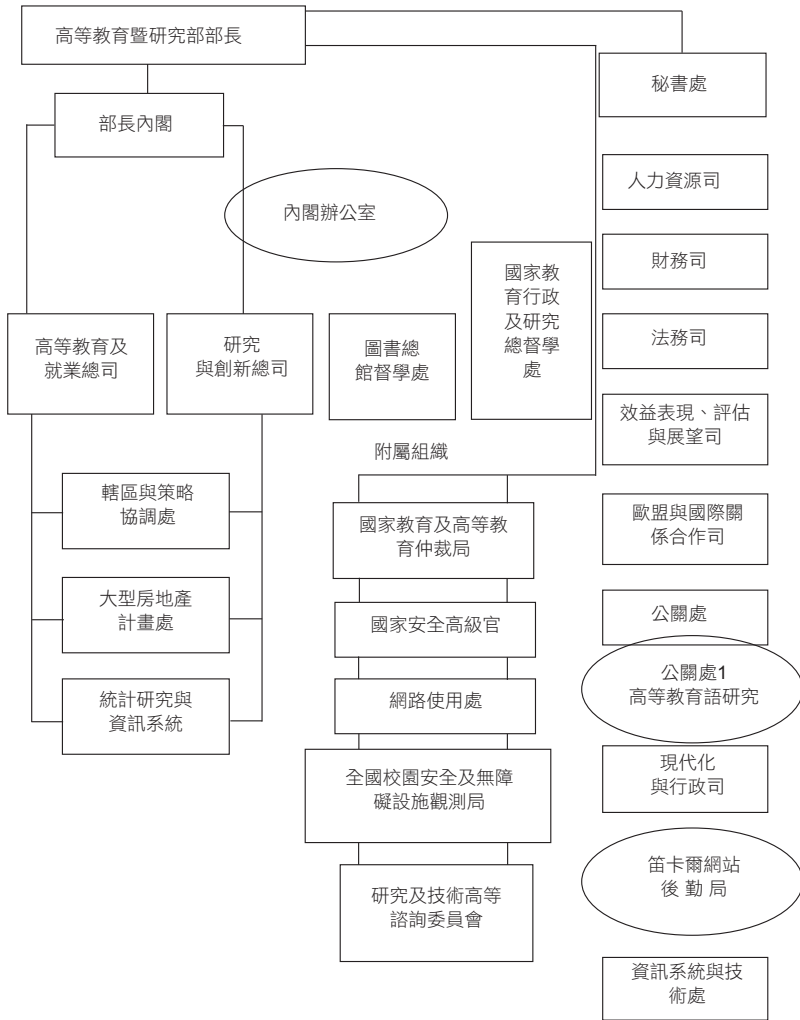 高等教育暨研究部部長
秘書處
部長內閣
人力資源司
內閣辦公室
財務司
國家教
育行政
及研究
總督學
處
高等教育及
就業總司
研究
與創新總司
圖書總
館督學處
法務司
效益表現、評估
與展望司
附屬組織
轄區與策略
協調處
國家教育及高等教
育仲裁局
歐盟與國際關
係合作司
大型房地產
計畫處
國家安全高級官
公關處
公關處1
高等教育語研究
統計研究與
資訊系統
網路使用處
全國校園安全及無障
礙設施觀測局
現代化
與行政司
笛卡爾網站
後 勤 局
研究及技術高等
諮詢委員會
資訊系統與技
術處